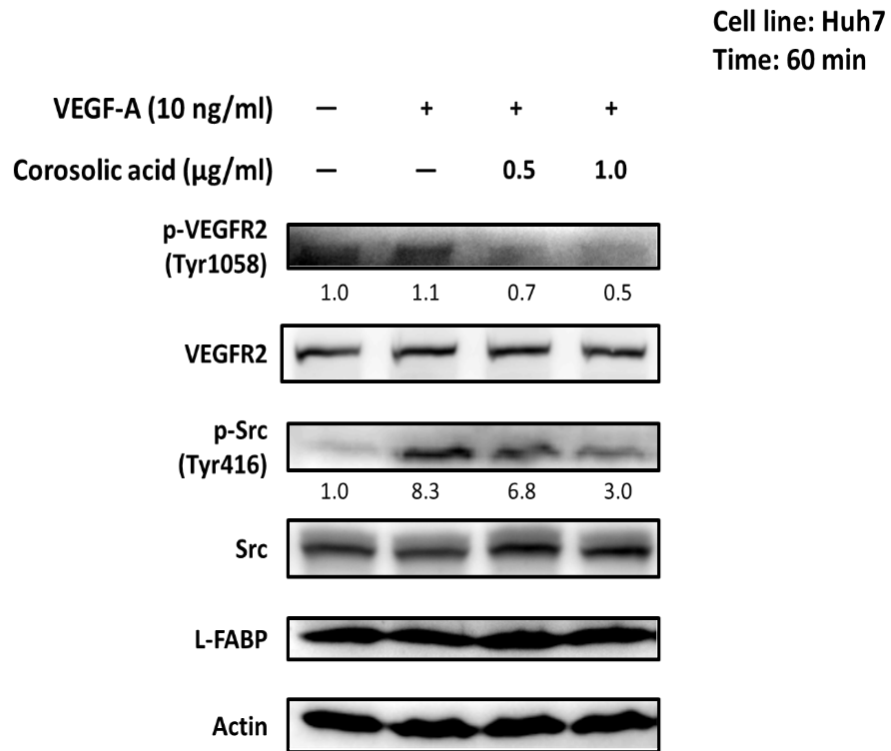 Cell line: Huh7
Time: 60 min
VEGF-A (10 ng/ml) — + + +
Corosolic acid (µg/ml) — — 0.5 1.0
p-VEGFR2
(Tyr1058)
1.0 1.1 0.7 0.5
VEGFR2
p-Src
(Tyr416)
1.0 8.3 6.8 3.0
Src
L-FABP
Actin